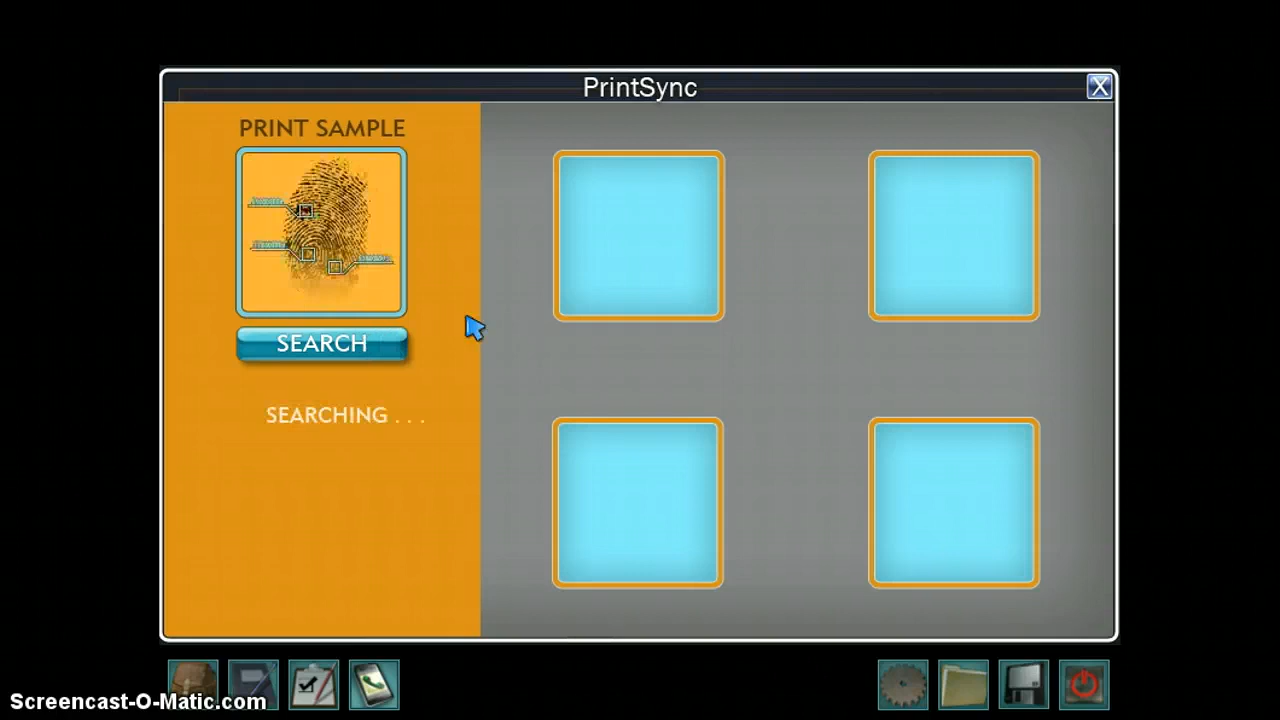 PrintSync
X
PRINT SAMPLE
SEARCH
SEARCHING . . .
Screencast-O-Matic.com